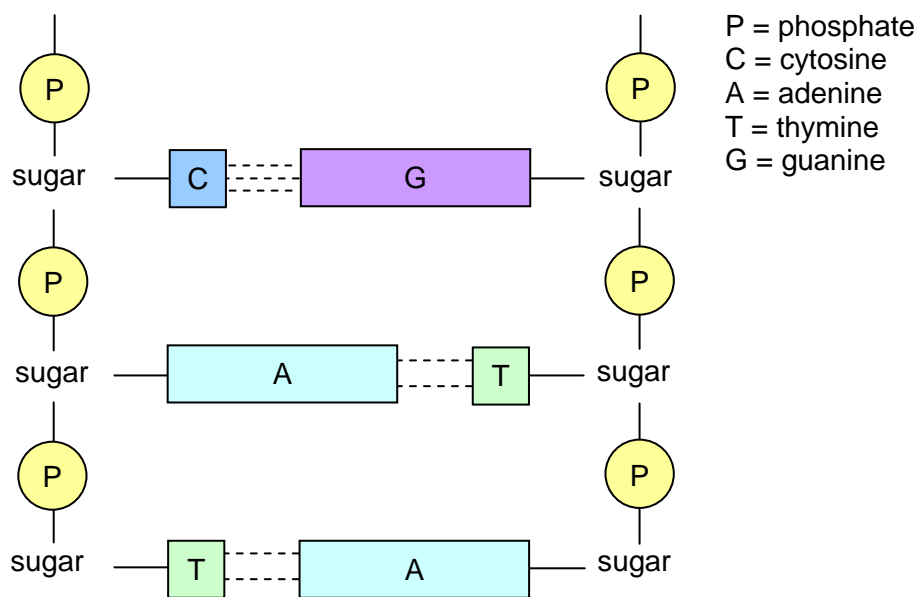 P = phosphate
C = cytosine
A = adenine
T = thymine
G = guanine
P P
sugar C G sugar
P P
sugar A T sugar
P P
sugar T A sugar